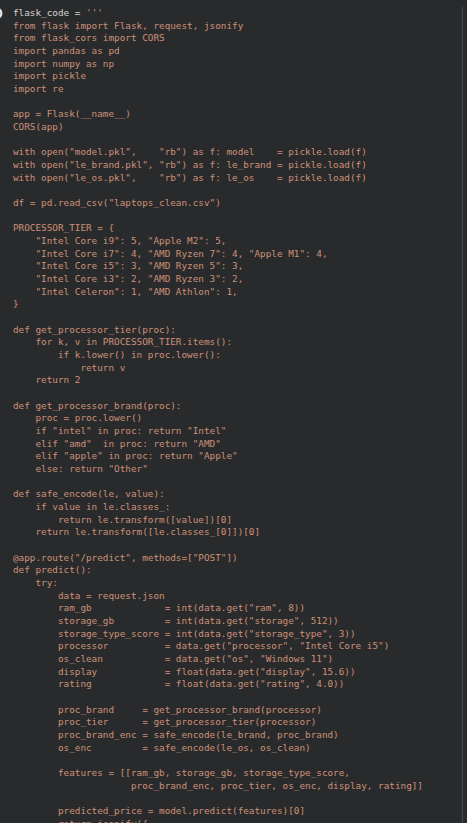 flask_code = '''
from flask import Flask, request, jsonify
from flask_cors import CORS
import pandas as pd
import numpy as np
import pickle
import re

app = Flask(__name__)
CORS(app)

with open("model.pkl",    "rb") as f: model    = pickle.load(f)
with open("le_brand.pkl", "rb") as f: le_brand = pickle.load(f)
with open("le_os.pkl",    "rb") as f: le_os    = pickle.load(f)

df = pd.read_csv("laptops_clean.csv")

PROCESSOR_TIER = {
    "Intel Core i9": 5, "Apple M2": 5,
    "Intel Core i7": 4, "AMD Ryzen 7": 4, "Apple M1": 4,
    "Intel Core i5": 3, "AMD Ryzen 5": 3,
    "Intel Core i3": 2, "AMD Ryzen 3": 2,
    "Intel Celeron": 1, "AMD Athlon": 1,
}

def get_processor_tier(proc):
    for k, v in PROCESSOR_TIER.items():
        if k.lower() in proc.lower():
            return v
    return 2

def get_processor_brand(proc):
    proc = proc.lower()
    if "intel" in proc: return "Intel"
    elif "amd"  in proc: return "AMD"
    elif "apple" in proc: return "Apple"
    else: return "Other"

def safe_encode(le, value):
    if value in le.classes_:
        return le.transform([value])[0]
    return le.transform([le.classes_[0]])[0]

@app.route("/predict", methods=["POST"])
def predict():
    try:
        data = request.json
        ram_gb             = int(data.get("ram", 8))
        storage_gb         = int(data.get("storage", 512))
        storage_type_score = int(data.get("storage_type", 3))
        processor          = data.get("processor", "Intel Core i5")
        os_clean           = data.get("os", "Windows 11")
        display            = float(data.get("display", 15.6))
        rating             = float(data.get("rating", 4.0))

        proc_brand     = get_processor_brand(processor)
        proc_tier      = get_processor_tier(processor)
        proc_brand_enc = safe_encode(le_brand, proc_brand)
        os_enc         = safe_encode(le_os, os_clean)

        features = [[ram_gb, storage_gb, storage_type_score,
                     proc_brand_enc, proc_tier, os_enc, display, rating]]

        predicted_price = model.predict(features)[0]
        return jsonify({